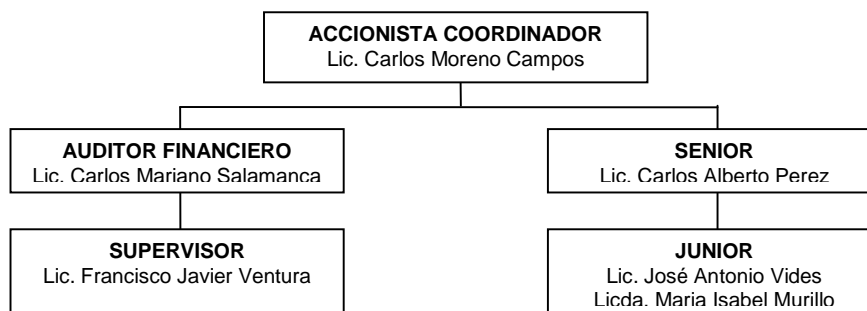 ACCIONISTA COORDINADOR
Lic. Carlos Moreno Campos
AUDITOR FINANCIERO
Lic. Carlos Mariano Salamanca
SENIOR
Lic. Carlos Alberto Perez
SUPERVISOR
Lic. Francisco Javier Ventura
JUNIOR
Lic. José Antonio Vides
Licda. Maria Isabel Murillo